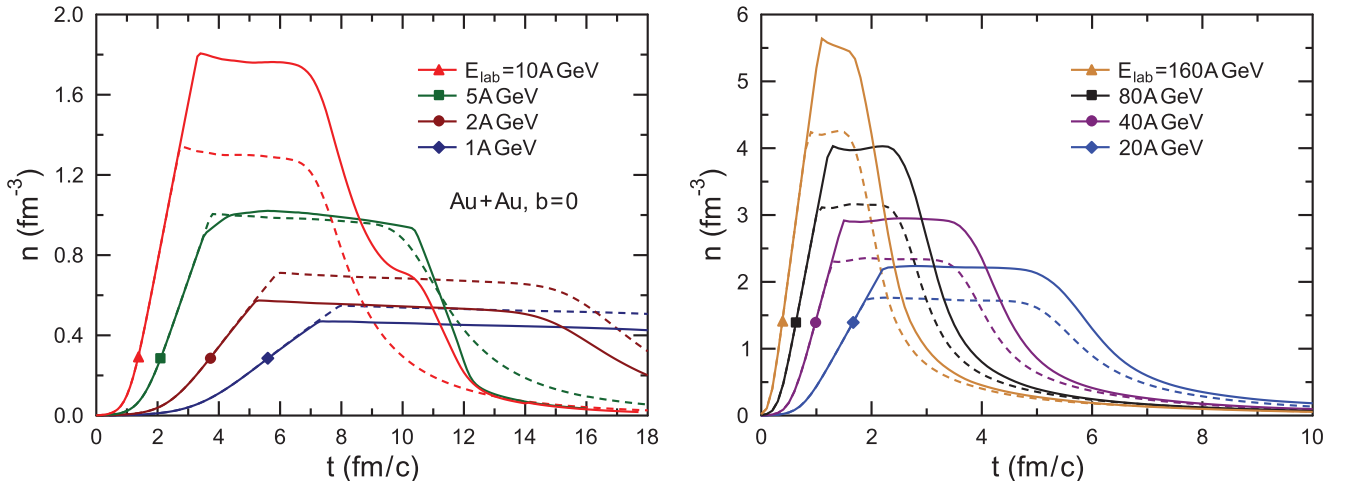 2.0
1.6
1.2
0.8
0.4
0.0
n (fm⁻³)
E_lab=10A GeV
5A GeV
2A GeV
1A GeV
Au+Au, b=0
0 2 4 6 8 10 12 14 16 18
t (fm/c)
6
5
4
3
2
1
0
n (fm⁻³)
E_lab=160A GeV
80A GeV
40A GeV
20A GeV
0 2 4 6 8 10
t (fm/c)